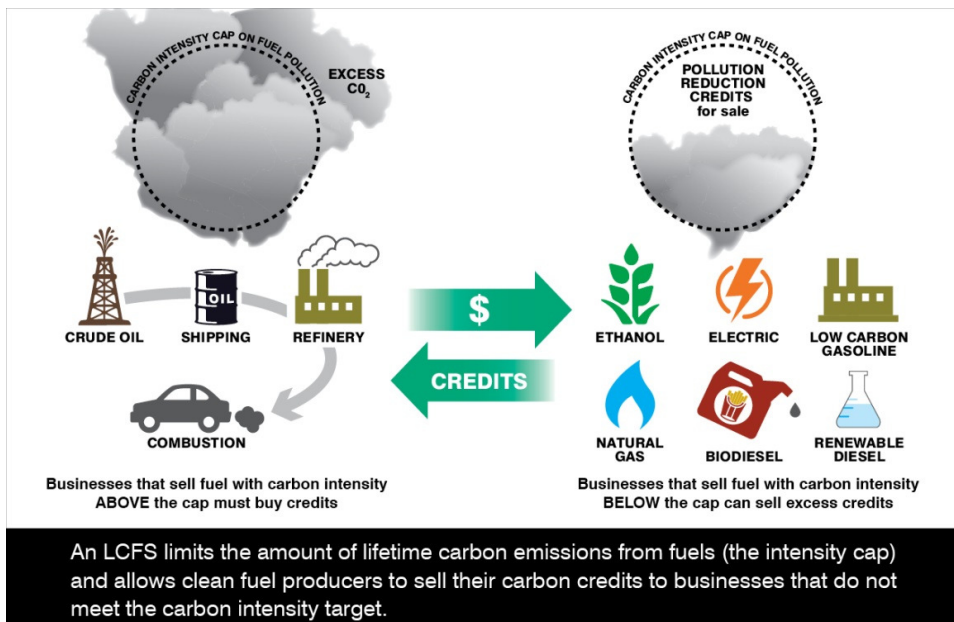 CARBON INTENSITY CAP ON FUEL POLLUTION
EXCESS
C0₂
CRUDE OIL
OIL
SHIPPING
REFINERY
COMBUSTION
Businesses that sell fuel with carbon intensity
ABOVE the cap must buy credits
$
CREDITS
CARBON INTENSITY CAP ON FUEL POLLUTION
POLLUTION
REDUCTION
CREDITS
for sale
ETHANOL
ELECTRIC
LOW CARBON
GASOLINE
NATURAL
GAS
BIODIESEL
RENEWABLE
DIESEL
Businesses that sell fuel with carbon intensity
BELOW the cap can sell excess credits
An LCFS limits the amount of lifetime carbon emissions from fuels (the intensity cap)
and allows clean fuel producers to sell their carbon credits to businesses that do not
meet the carbon intensity target.